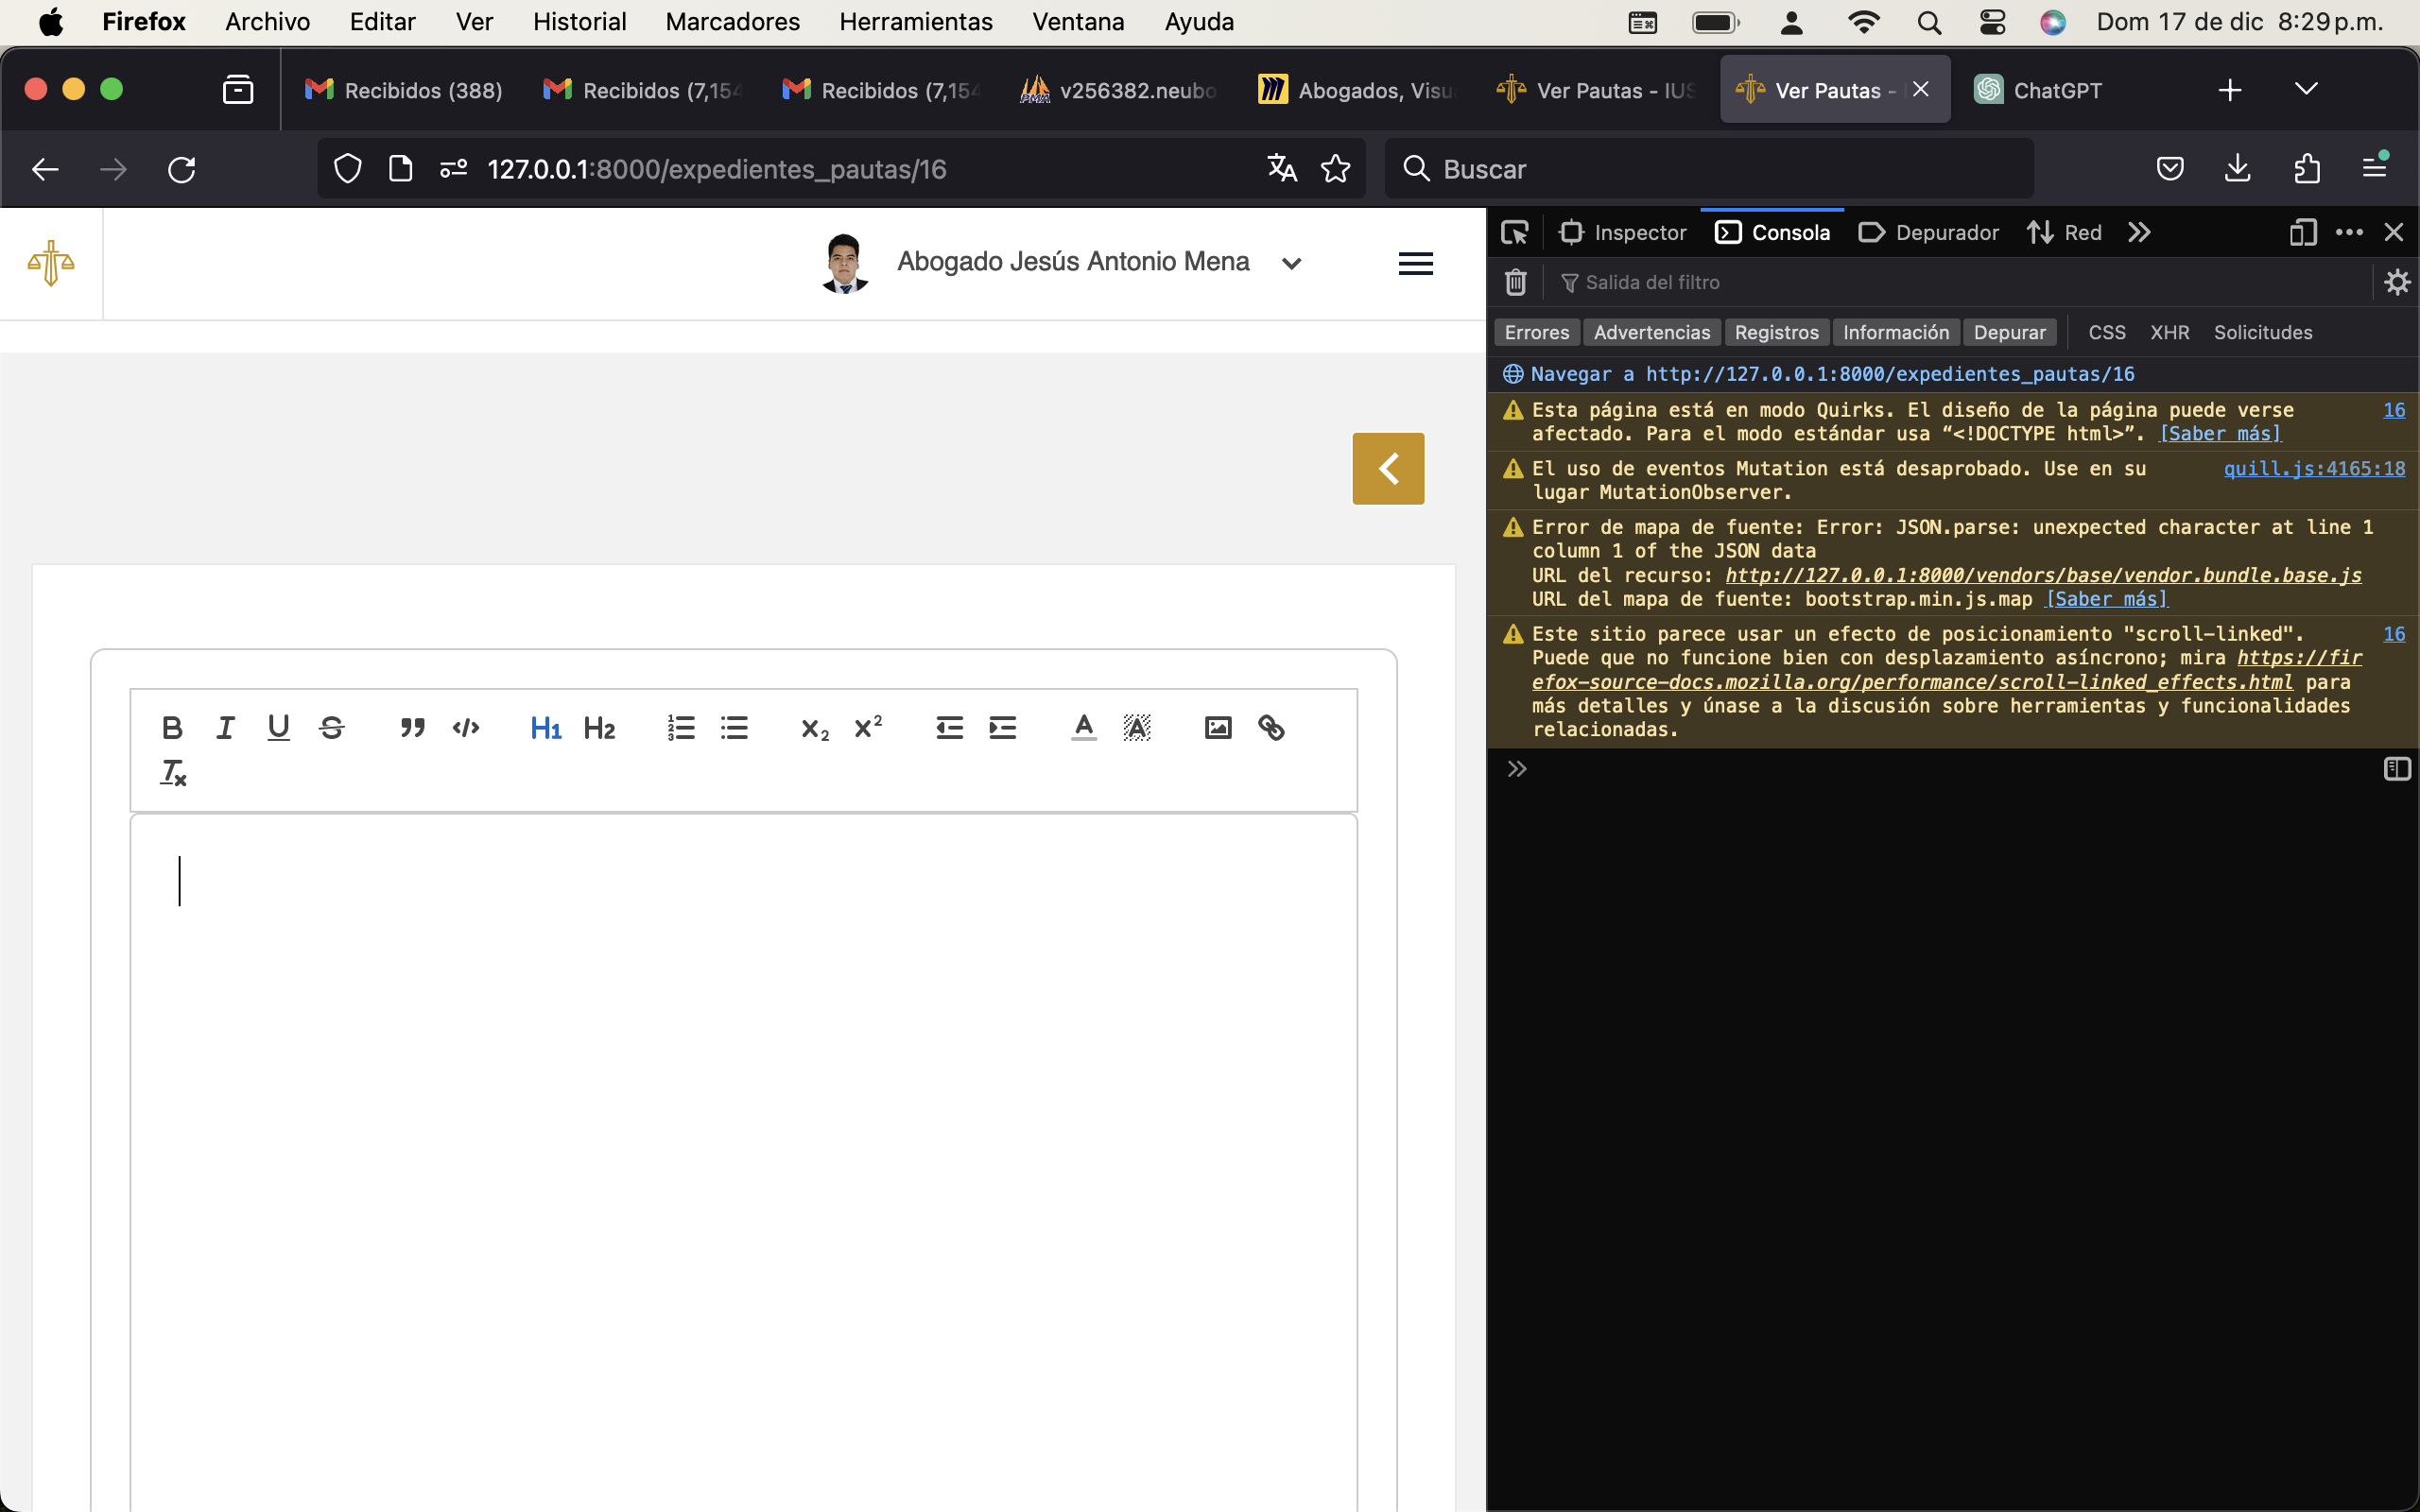 Firefox Archivo Editar Ver Historial Marcadores Herramientas Ventana Ayuda Dom 17 de dic 8:29 p.m.
Recibidos (388) Recibidos (7,154 Recibidos (7,154 v256382.neubo Abogados, Visu Ver Pautas - IUS Ver Pautas - ChatGPT
127.0.0.1:8000/expedientes_pautas/16 Buscar
Abogado Jesús Antonio Mena
B I U S H1 H2 X2 X2 A A
Tx
Inspector Consola Depurador Red
Salida del filtro
Errores Advertencias Registros Información Depurar CSS XHR Solicitudes
Navegar a http://127.0.0.1:8000/expedientes_pautas/16
Esta página está en modo Quirks. El diseño de la página puede verse 16
afectado. Para el modo estándar usa “<!DOCTYPE html>”. [Saber más]
El uso de eventos Mutation está desaprobado. Use en su quill.js:4165:18
lugar MutationObserver.
Error de mapa de fuente: Error: JSON.parse: unexpected character at line 1
column 1 of the JSON data
URL del recurso: http://127.0.0.1:8000/vendors/base/vendor.bundle.base.js
URL del mapa de fuente: bootstrap.min.js.map [Saber más]
Este sitio parece usar un efecto de posicionamiento "scroll-linked". 16
Puede que no funcione bien con desplazamiento asíncrono; mira https://fir
efox-source-docs.mozilla.org/performance/scroll-linked_effects.html para
más detalles y únase a la discusión sobre herramientas y funcionalidades
relacionadas.